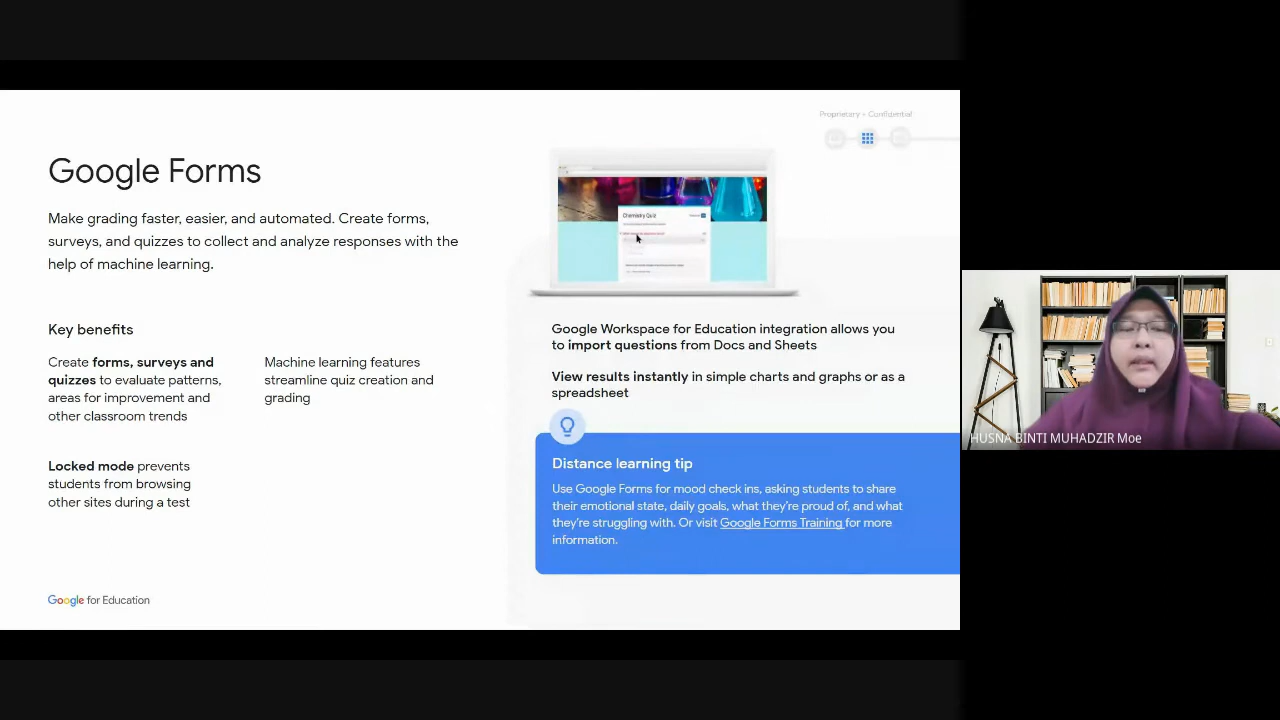 Proprietary + Confidential
Google Forms
Make grading faster, easier, and automated. Create forms,
surveys, and quizzes to collect and analyze responses with the
help of machine learning.
Key benefits
Create forms, surveys and
quizzes to evaluate patterns,
areas for improvement and
other classroom trends
Locked mode prevents
students from browsing
other sites during a test
Machine learning features
streamline quiz creation and
grading
Chemistry Quiz
Google Workspace for Education integration allows you
to import questions from Docs and Sheets
View results instantly in simple charts and graphs or as a
spreadsheet
Distance learning tip
Use Google Forms for mood check ins, asking students to share
their emotional state, daily goals, what they're proud of, and what
they're struggling with. Or visit Google Forms Training for more
information.
Google for Education
HUSNA BINTI MUHADZIR Moe